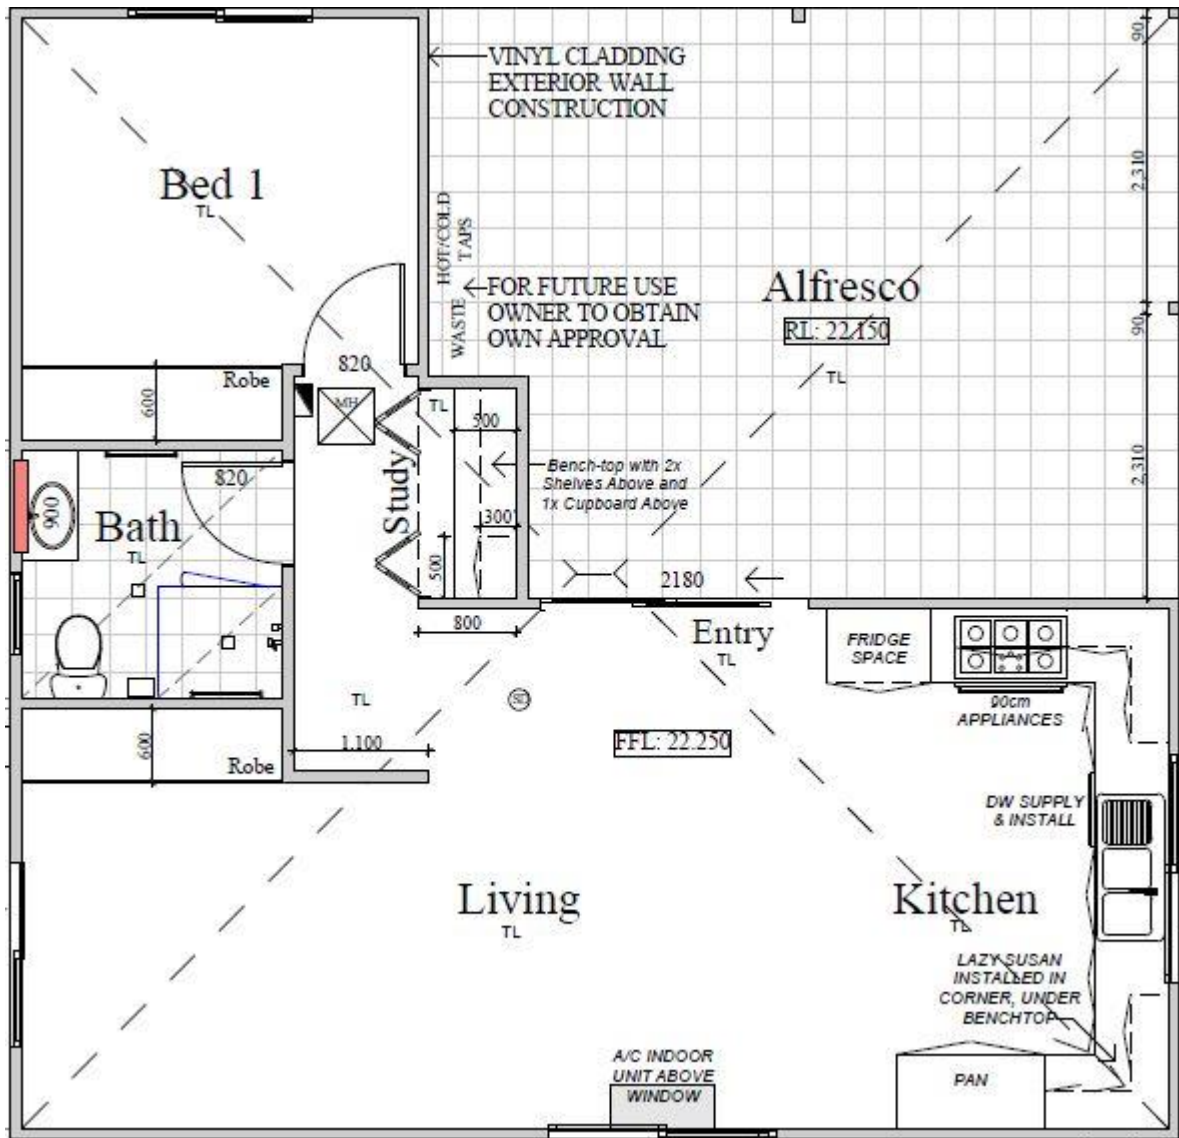 VINYL CLADDING
EXTERIOR WALL
CONSTRUCTION
90
Bed 1
TL
2,310
HOT/COLD
TAPS
WASTE
FOR FUTURE USE
OWNER TO OBTAIN
OWN APPROVAL
Alfresco
RL: 22.150
TL
90
820
Robe
600
MH
TL
500
Study
Bench-top with 2x
Shelves Above and
1x Cupboard Above
300
500
2,310
820
900
Bath
TL
2180
800
Entry
TL
FRIDGE
SPACE
90cm
APPLIANCES
TL
SD
1,100
FFL: 22.250
600
Robe
DW SUPPLY
& INSTALL
Living
TL
Kitchen
TL
LAZY SUSAN
INSTALLED IN
CORNER, UNDER
BENCHTOP
A/C INDOOR
UNIT ABOVE
WINDOW
PAN